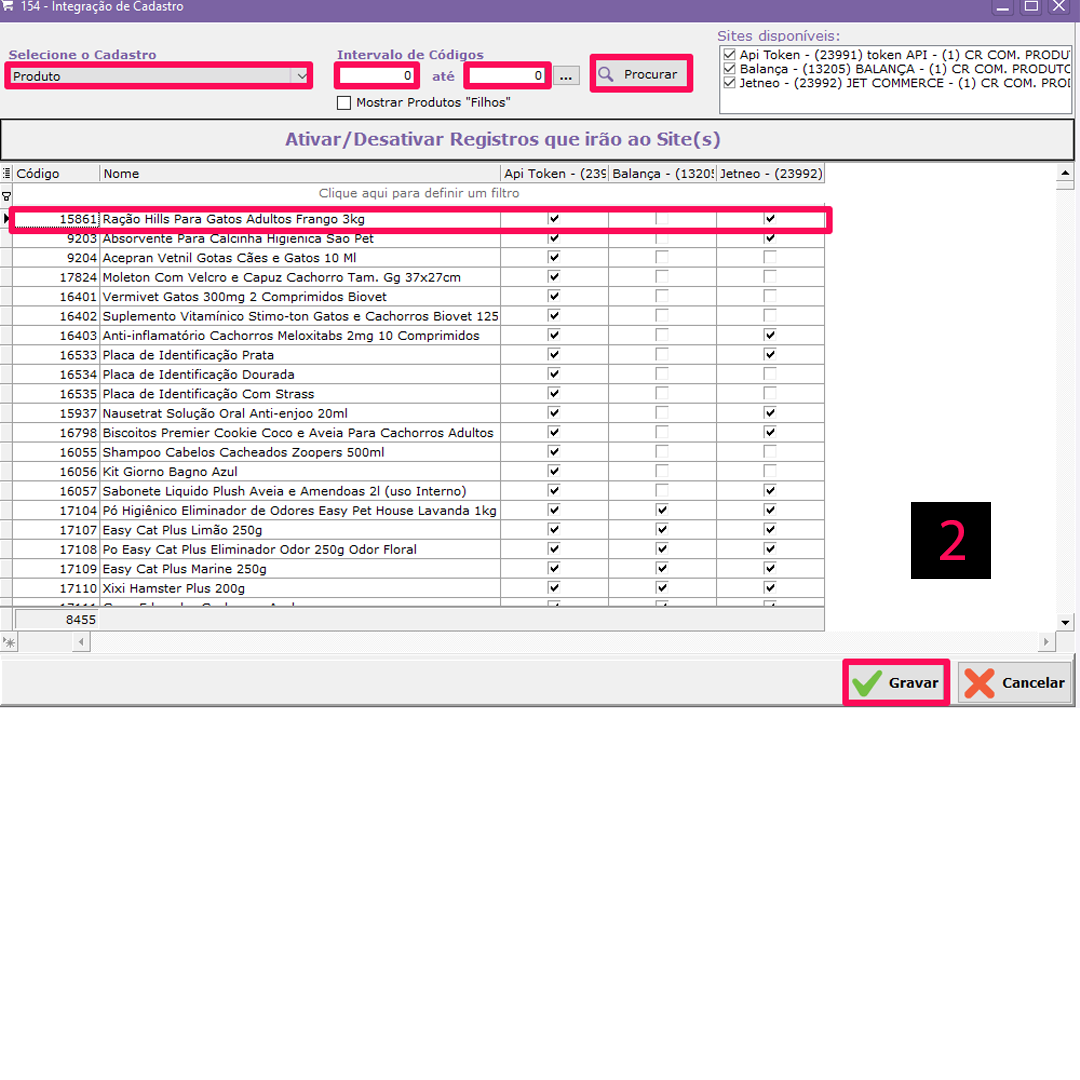 154 - Integração de Cadastro
Selecione o Cadastro
Produto
Intervalo de Códigos
0 até 0 ...
Mostrar Produtos "Filhos"
Procurar
Sites disponíveis:
Api Token - (23991) token API - (1) CR COM. PRODU
Balança - (13205) BALANÇA - (1) CR COM. PRODUTO
Jetneo - (23992) JET COMMERCE - (1) CR COM. PROD
Ativar/Desativar Registros que irão ao Site(s)
Código Nome Api Token - (239 Balança - (1320 Jetneo - (23992)
Clique aqui para definir um filtro
15861 Ração Hills Para Gatos Adultos Frango 3kg
9203 Absorvente Para Calcinha Higienica Sao Pet
9204 Acepran Vetnil Gotas Cães e Gatos 10 Ml
17824 Moleton Com Velcro e Capuz Cachorro Tam. Gg 37x27cm
16401 Vermivet Gatos 300mg 2 Comprimidos Biovet
16402 Suplemento Vitamínico Stimo-ton Gatos e Cachorros Biovet 125
16403 Anti-inflamatório Cachorros Meloxitabs 2mg 10 Comprimidos
16533 Placa de Identificação Prata
16534 Placa de Identificação Dourada
16535 Placa de Identificação Com Strass
15937 Nausetrat Solução Oral Anti-enjoo 20ml
16798 Biscoitos Premier Cookie Coco e Aveia Para Cachorros Adultos
16055 Shampoo Cabelos Cacheados Zoopers 500ml
16056 Kit Giorno Bagno Azul
16057 Sabonete Liquido Plush Aveia e Amendoas 2l (uso Interno)
17104 Pó Higiênico Eliminador de Odores Easy Pet House Lavanda 1kg
17107 Easy Cat Plus Limão 250g
17108 Po Easy Cat Plus Eliminador Odor 250g Odor Floral
17109 Easy Cat Plus Marine 250g
17110 Xixi Hamster Plus 200g
8455
2
Gravar
Cancelar